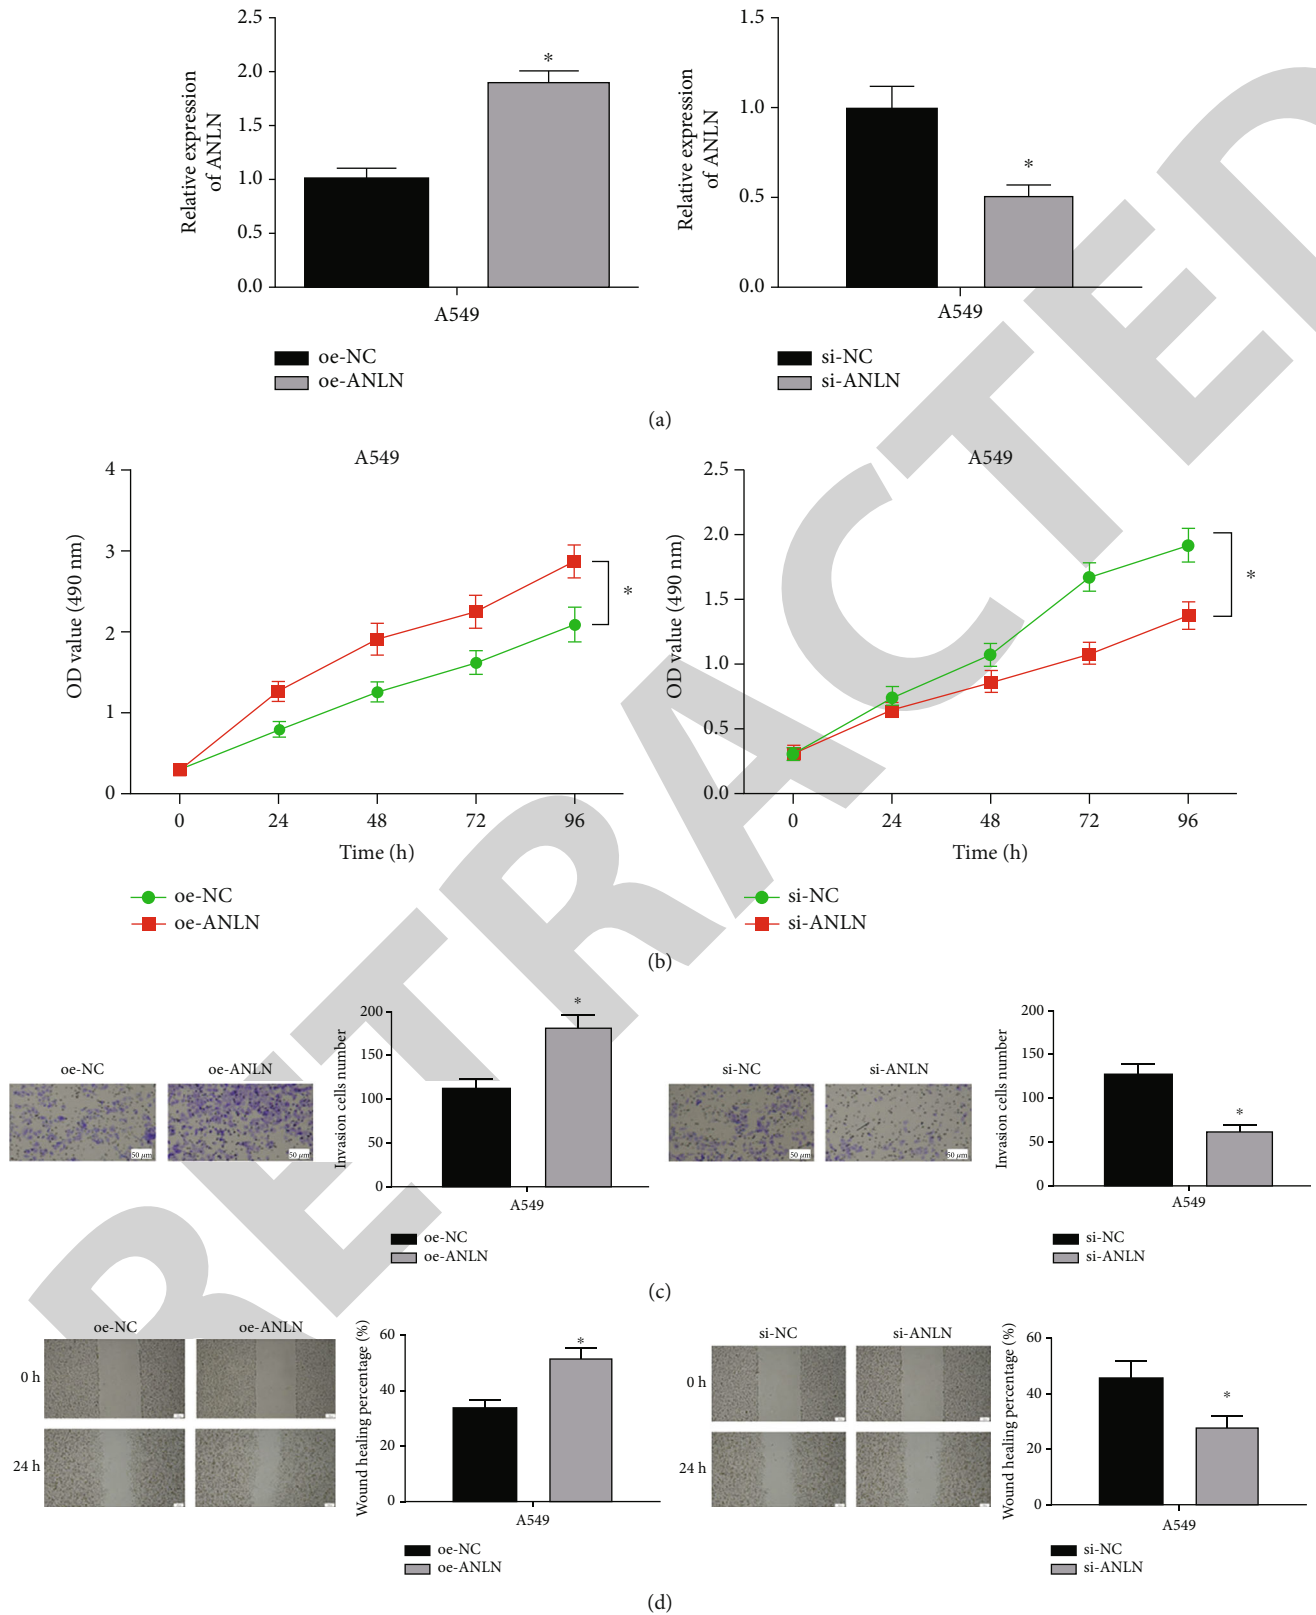 RETRACTED
2.5
2.0
1.5
1.0
0.5
0.0
Relative expression
of ANLN
*
A549
oe-NC
oe-ANLN
1.5
1.0
0.5
0.0
Relative expression
of ANLN
*
A549
si-NC
si-ANLN
(a)
A549
4
3
2
1
0
OD value (490 nm)
*
0 24 48 72 96
Time (h)
oe-NC
oe-ANLN
A549
2.5
2.0
1.5
1.0
0.5
0.0
OD value (490 nm)
*
0 24 48 72 96
Time (h)
si-NC
si-ANLN
(b)
oe-NC oe-ANLN
50 μm 50 μm
200
150
100
50
0
Invasion cells number
*
A549
oe-NC
oe-ANLN
si-NC si-ANLN
50 μm 50 μm
200
150
100
50
0
Invasion cells number
*
A549
si-NC
si-ANLN
(c)
oe-NC oe-ANLN
0 h
24 h
60
40
20
0
Wound healing percentage (%)
*
A549
oe-NC
oe-ANLN
si-NC si-ANLN
0 h
24 h
60
40
20
0
Wound healing percentage (%)
*
A549
si-NC
si-ANLN
(d)